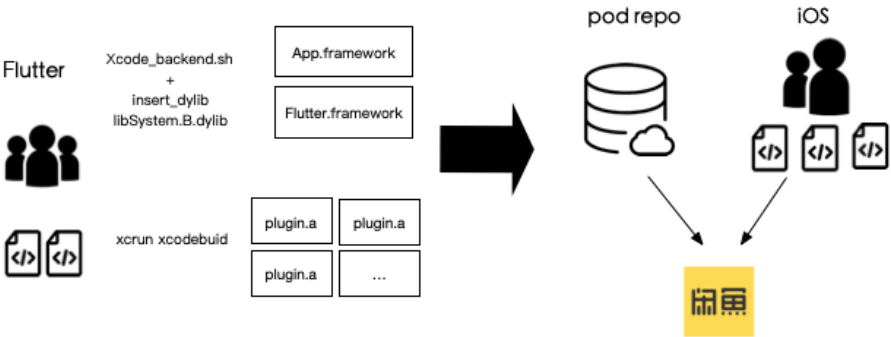 Flutter
Xcode_backend.sh
+
insert_dylib
libSystem.B.dylib
App.framework
Flutter.framework
xcrun xcodebuid
plugin.a
plugin.a
plugin.a
...
pod repo
iOS
</>
</>
</>
</>
</>
闲鱼